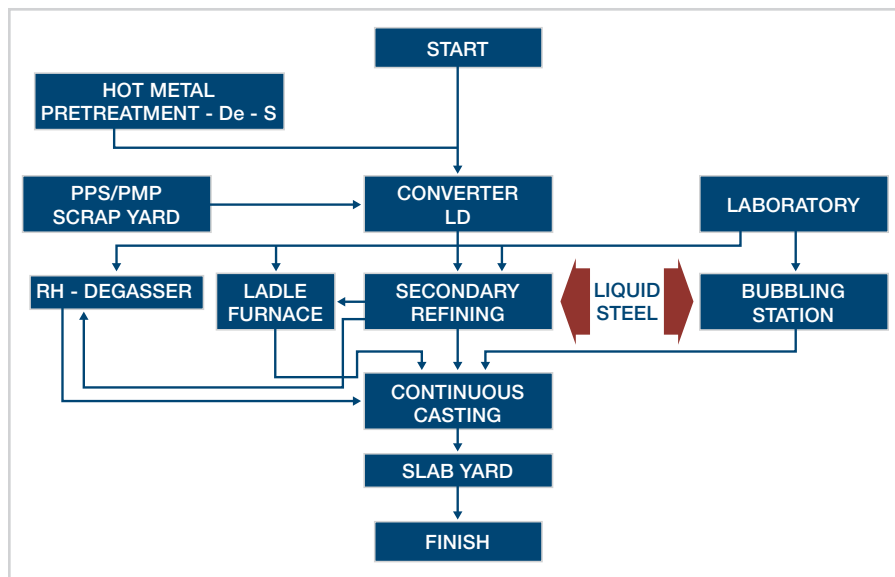 START
HOT METAL
PRETREATMENT - De - S
PPS/PMP
SCRAP YARD
CONVERTER
LD
LABORATORY
RH - DEGASSER
LADLE
FURNACE
SECONDARY
REFINING
LIQUID
STEEL
BUBBLING
STATION
CONTINUOUS
CASTING
SLAB YARD
FINISH